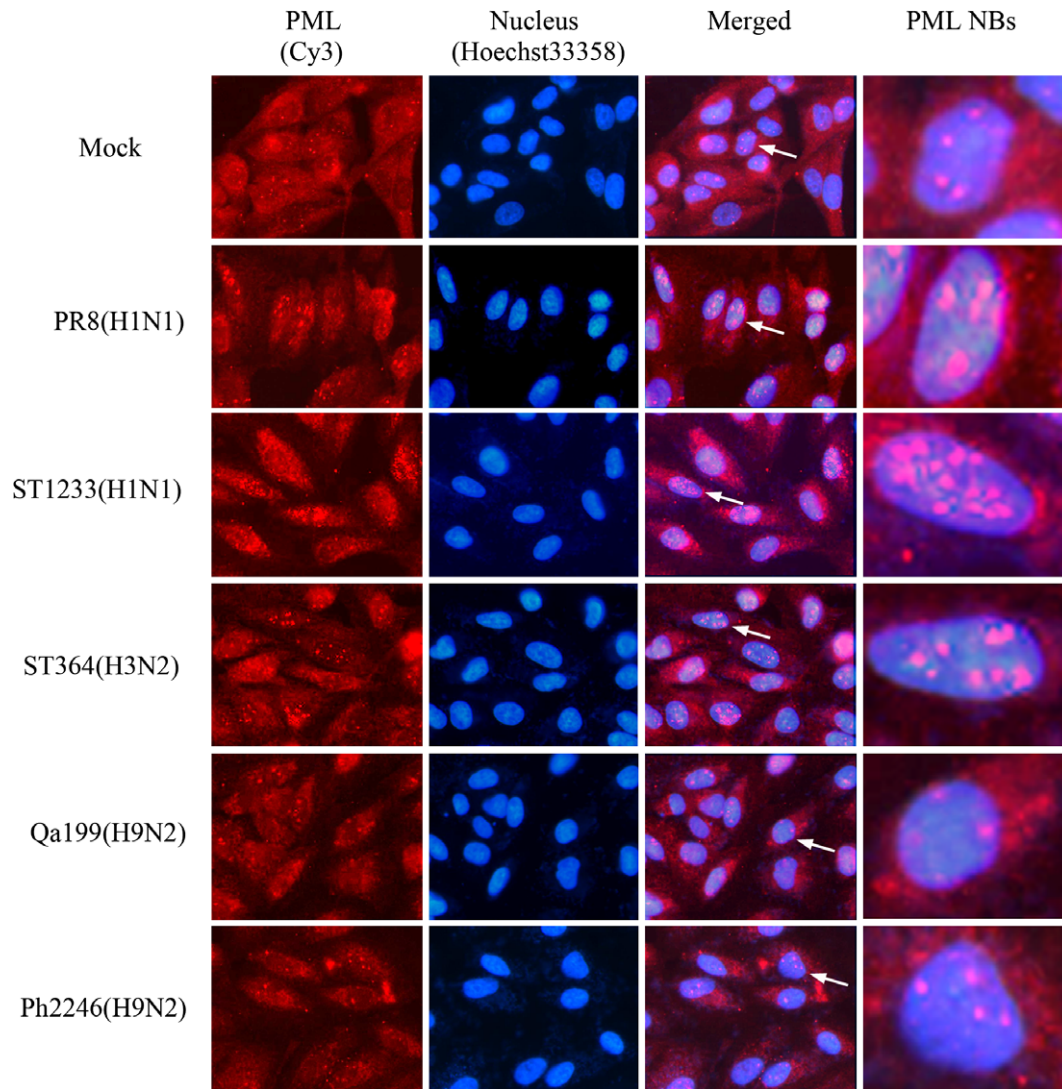 PML
(Cy3)
Nucleus
(Hoechst33358)
Merged
PML NBs
Mock
PR8(H1N1)
ST1233(H1N1)
ST364(H3N2)
Qa199(H9N2)
Ph2246(H9N2)